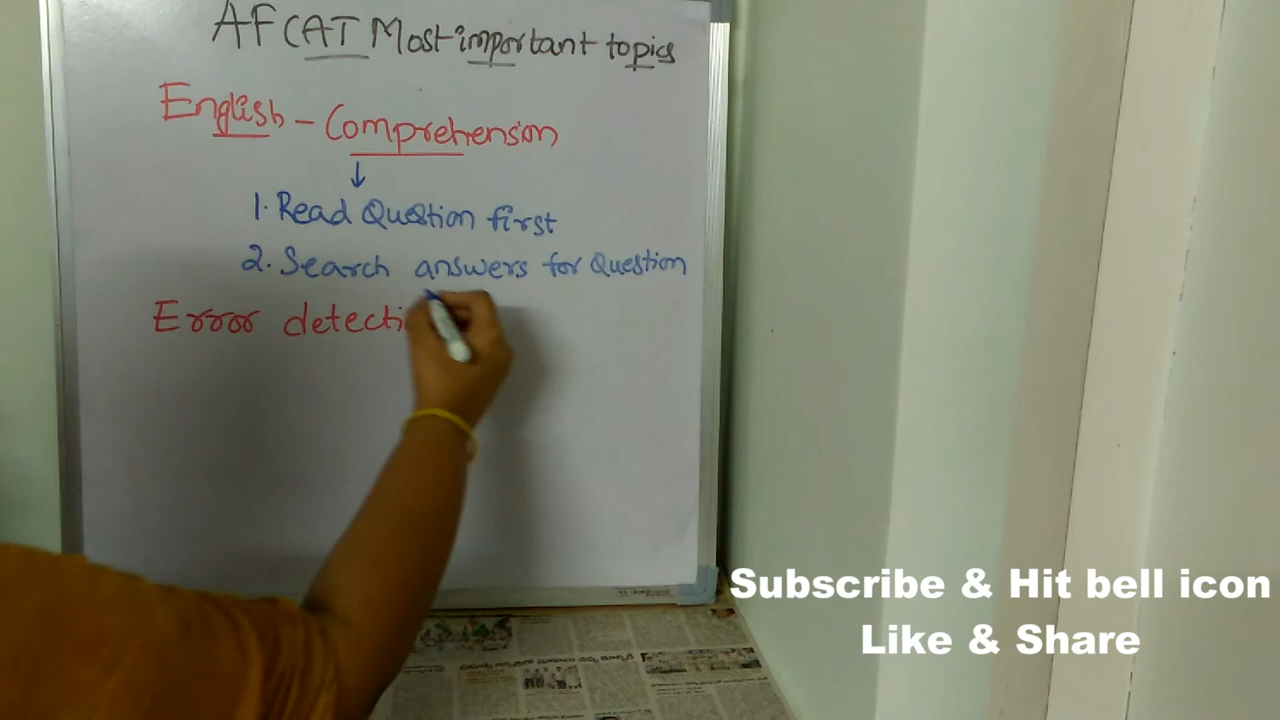 AFCAT Most important topics
English - Comprehension
↓
1. Read Question first
2. Search answers for Question
Error detecti
Subscribe & Hit bell icon
Like & Share